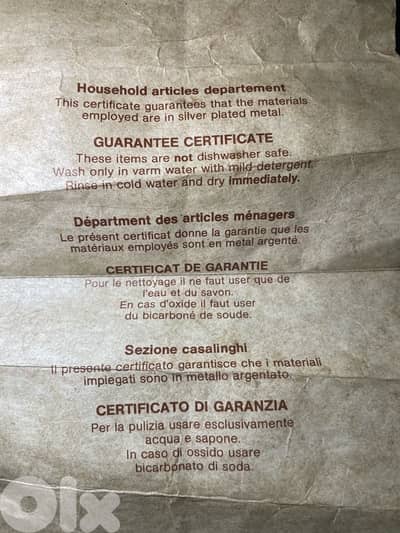 Household articles departement
This certificate guarantees that the materials
employed are in silver plated metal.
GUARANTEE CERTIFICATE
These items are not dishwasher safe.
Wash only in varm water with mild detergent.
Rinse in cold water and dry immediately.
Départment des articles ménagers
Le présent certificat donne la garantie que les
matériaux employés sont en metal argenté.
CERTIFICAT DE GARANTIE
Pour le nettoyage il ne faut user que de
l'eau et du savon.
En cas d'oxide il faut user
du bicarboné de soude.
Sezione casalinghi
Il presente certificato garantisce che i materiali
impiegati sono in metallo argentato.
CERTIFICATO DI GARANZIA
Per la pulizia usare esclusivamente
acqua e sapone.
In caso di ossido usare
bicarbonato di soda.
olx